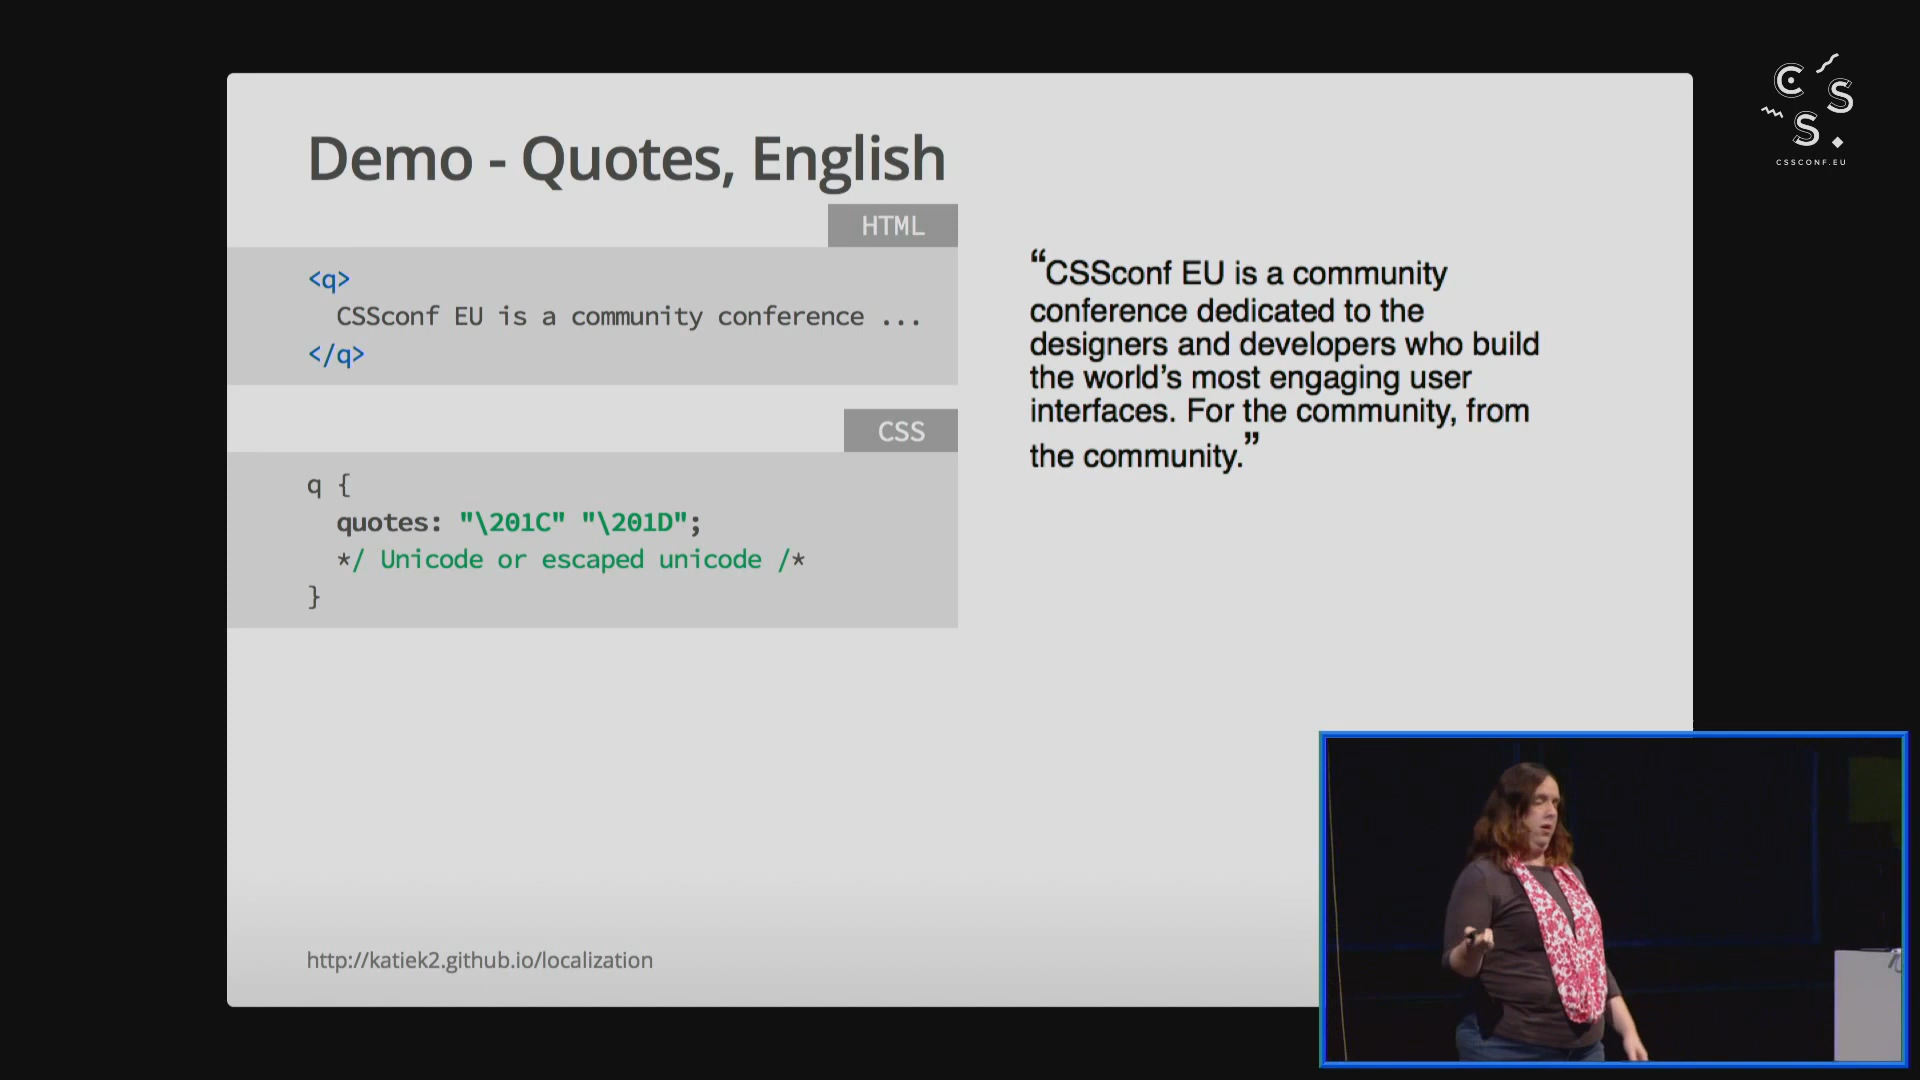 Demo - Quotes, English
HTML
<q>
CSSconf EU is a community conference ...
</q>
CSS
q {
quotes: "\201C" "\201D";
*/ Unicode or escaped unicode /*
}
“CSSconf EU is a community
conference dedicated to the
designers and developers who build
the world’s most engaging user
interfaces. For the community, from
the community.”
http://katiek2.github.io/localization
CSS.
CSSCONF.EU